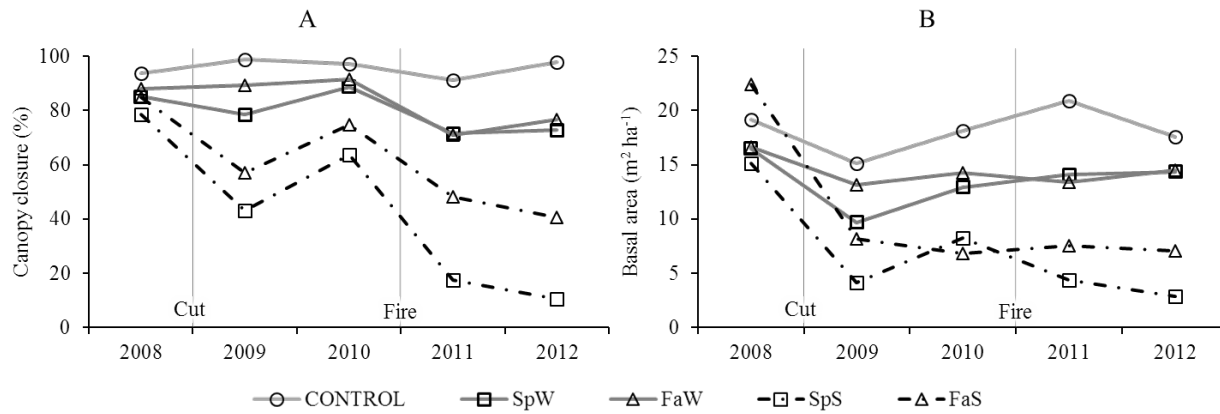 A
B
Canopy closure (%)
100
80
60
40
20
0
Cut
Fire
2008 2009 2010 2011 2012
Basal area (m² ha⁻¹)
25
20
15
10
5
0
Cut
Fire
2008 2009 2010 2011 2012
CONTROL SpW FaW SpS FaS